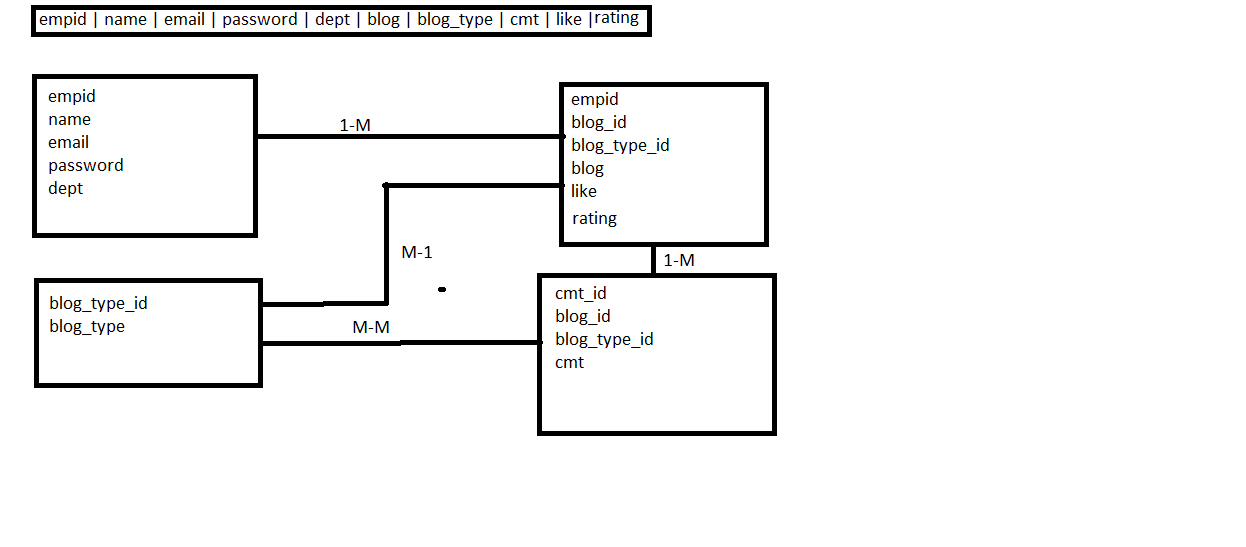 empid | name | email | password | dept | blog | blog_type | cmt | like |rating
empid
name
email
password
dept
1-M
empid
blog_id
blog_type_id
blog
like
rating
M-1
1-M
blog_type_id
blog_type
M-M
cmt_id
blog_id
blog_type_id
cmt